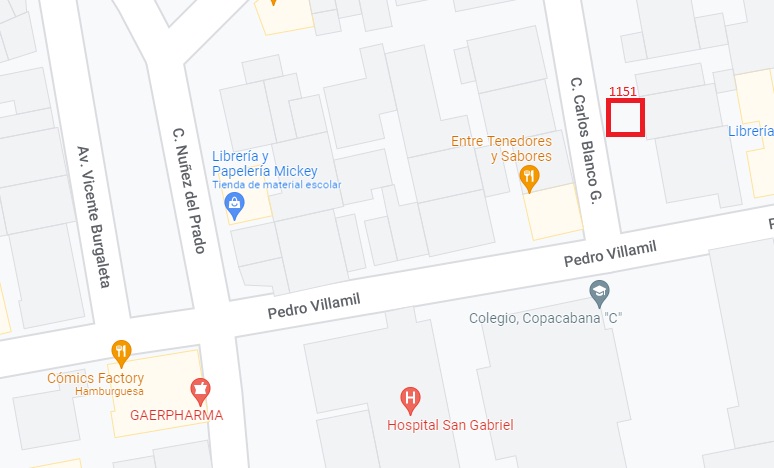 1151
C. Carlos Blanco G.
Librería
Entre Tenedores
y Sabores
C. Nuñez del Prado
Librería y
Papelería Mickey
Tienda de material escolar
Av. Vicente Burgaleta
Pedro Villamil
Pedro Villamil
Colegio, Copacabana "C"
Cómics Factory
Hamburguesa
GAERPHARMA
H
Hospital San Gabriel